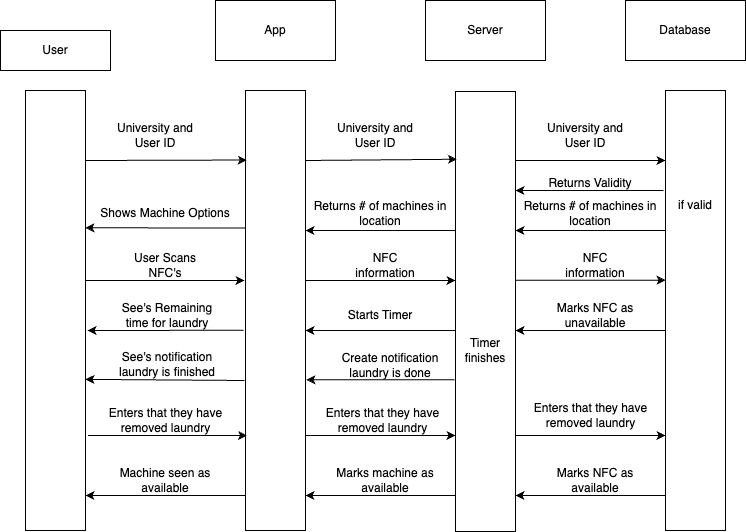 User
App
Server
Database
University and
User ID
University and
User ID
University and
User ID
Returns Validity
Shows Machine Options
Returns # of machines in
location
Returns # of machines in
location
if valid
User Scans
NFC's
NFC
information
NFC
information
See's Remaining
time for laundry
Starts Timer
Marks NFC as
unavailable
Timer
finishes
See's notification
laundry is finished
Create notification
laundry is done
Enters that they have
removed laundry
Enters that they have
removed laundry
Enters that they have
removed laundry
Machine seen as
available
Marks machine as
available
Marks NFC as
available